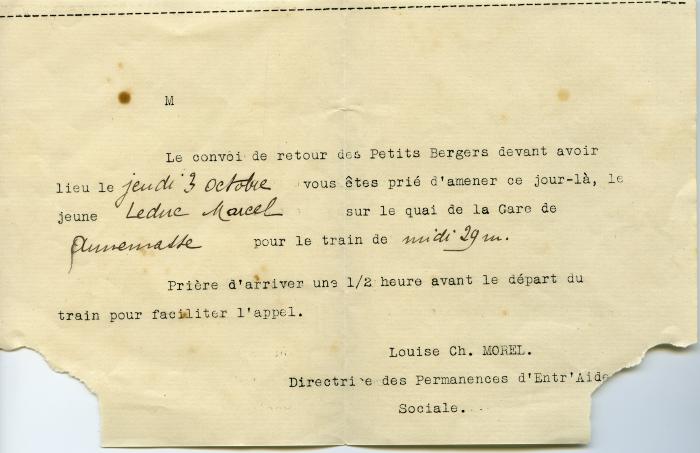 M
Le convoi de retour des Petits Bergers devant avoir
lieu le jeudi 3 octobre vous êtes prié d'amener ce jour-là, le
jeune Leduc Marcel sur le quai de la Gare de
Annemasse pour le train de midi 29 m.
Prière d'arriver une 1/2 heure avant le départ du
train pour faciliter l'appel.
Louise Ch. MOREL.
Directrice des Permanences d'Entr'Aide
Sociale.